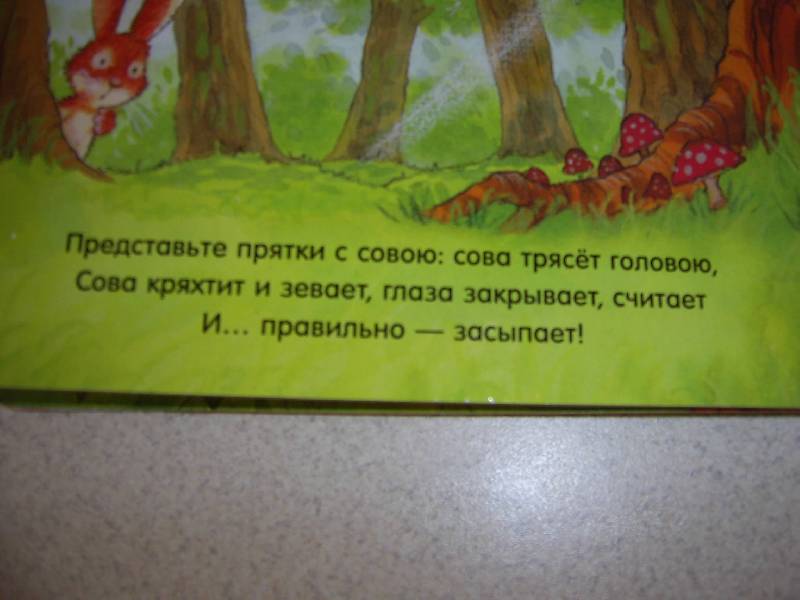 Представьте прятки с совою: сова трясёт головою,
Сова кряхтит и зевает, глаза закрывает, считает
И... правильно — засыпает!